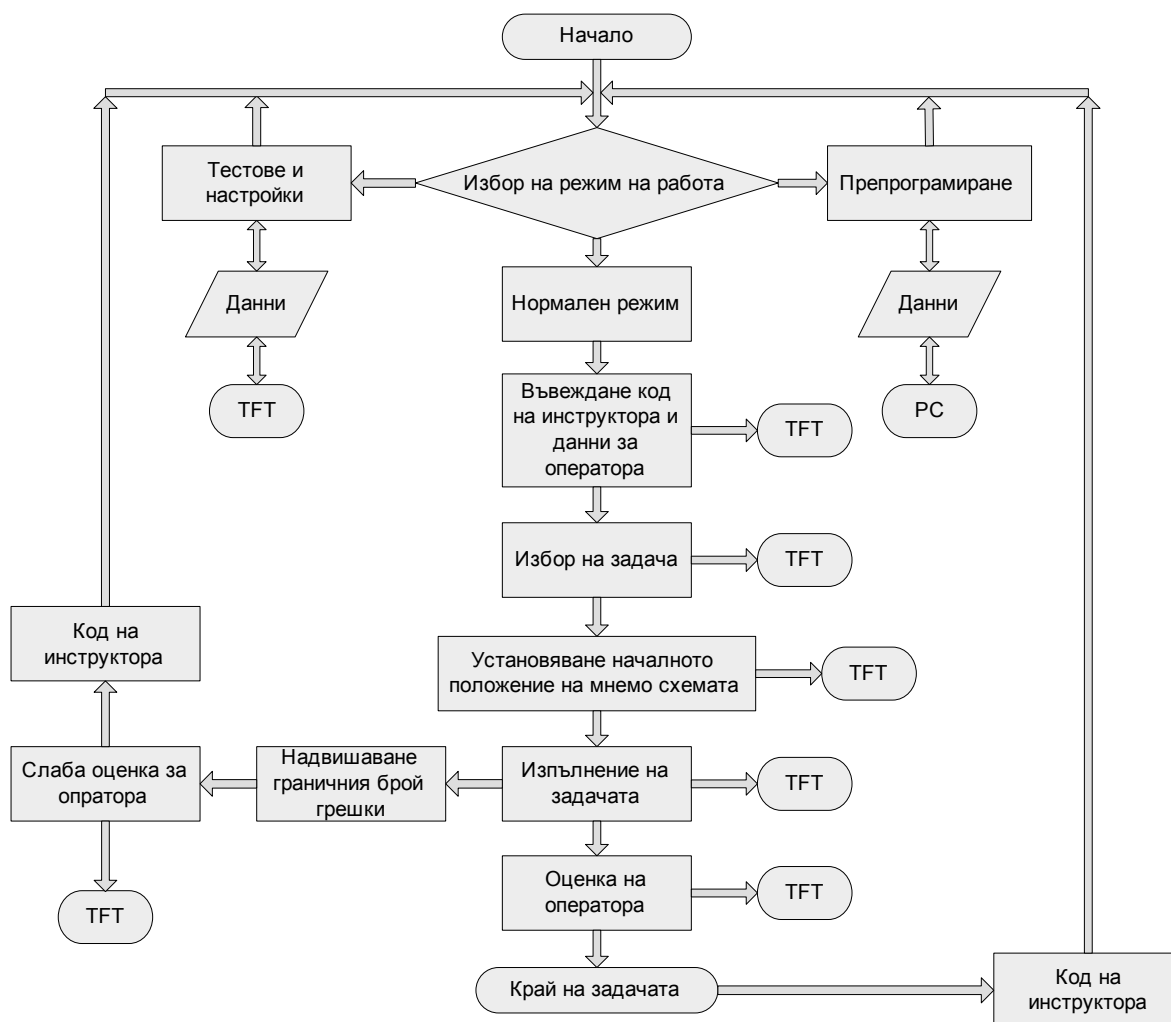 Начало
Тестове и
настройки
Избор на режим на работа
Препрограмиране
Данни
Нормален режим
Данни
TFT
Въвеждане код
на инструктора и
данни за
оператора
TFT
PC
Избор на задача
TFT
Код на
инструктора
Установяване началното
положение на мнемо схемата
TFT
Слаба оценка за
опратора
Надвишаване
граничния брой
грешки
Изпълнение на
задачата
TFT
TFT
Оценка на
оператора
TFT
Край на задачата
Код на
инструктора